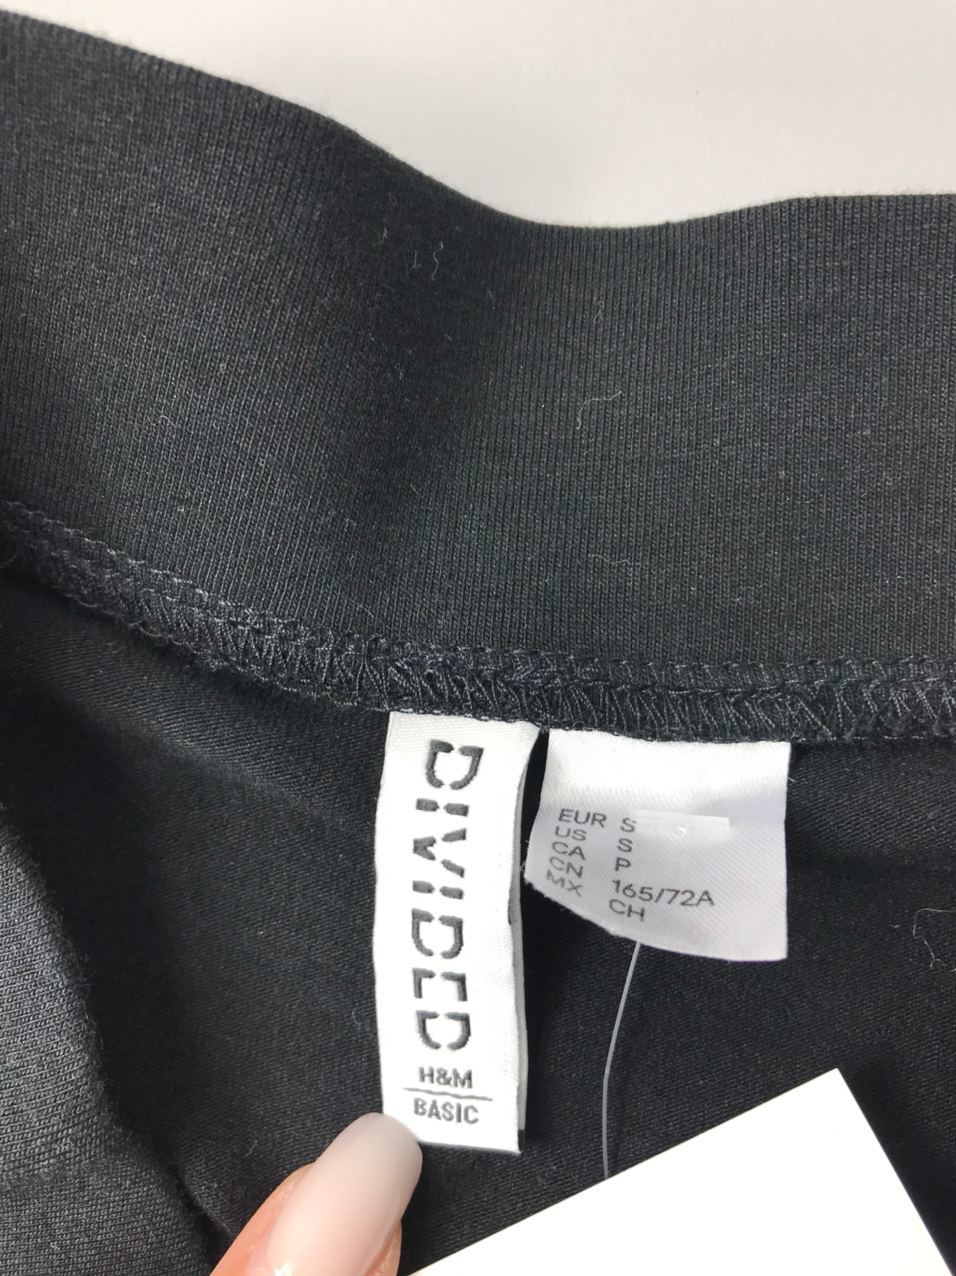 DIVIDED
H&M
BASIC
EUR S
US S
CA P
CN 165/72A
MX CH